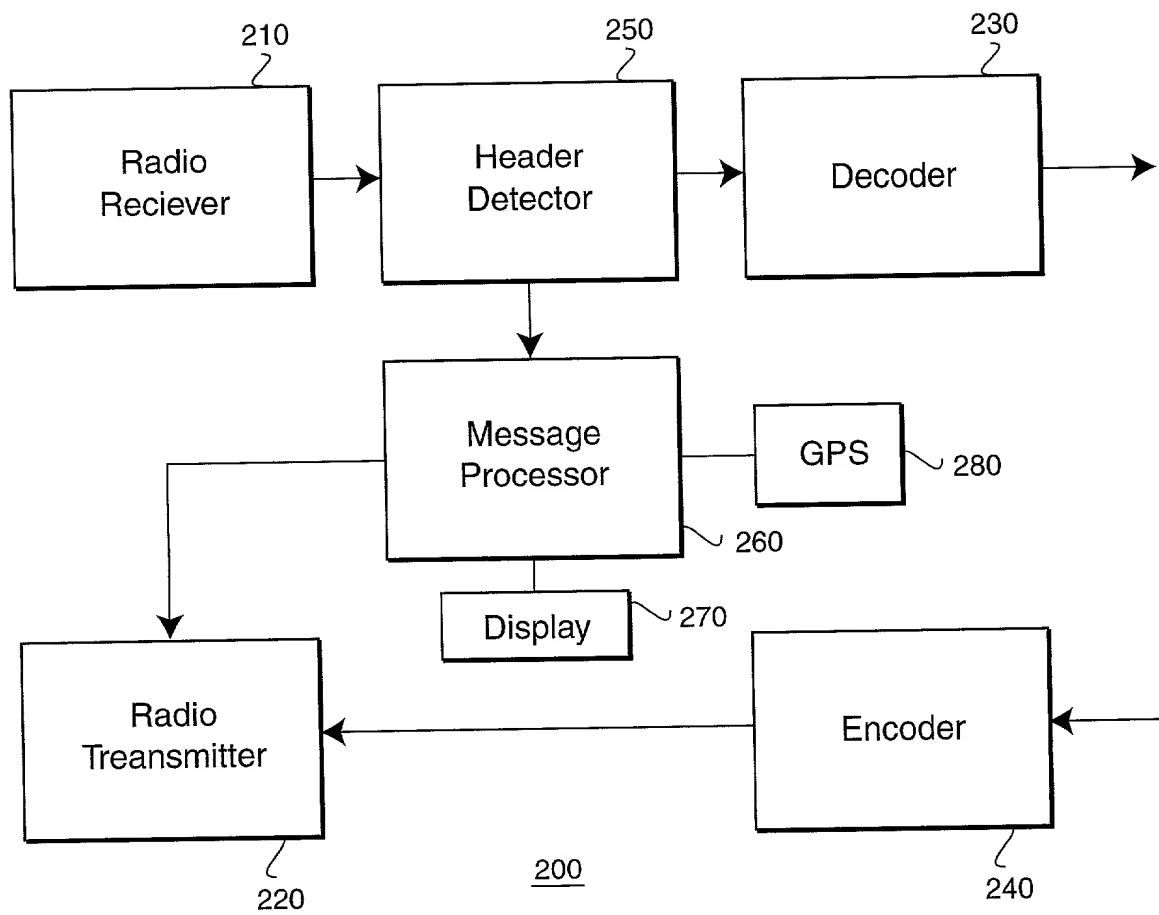 210
250
230
Radio
Reciever
Header
Detector
Decoder
Message
Processor
GPS
280
260
Display
270
Radio
Treansmitter
Encoder
220
200
240